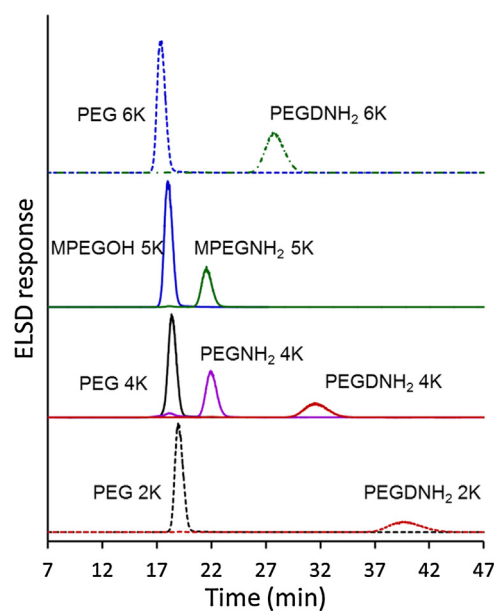 PEG 6K
PEGDNH₂ 6K
MPEGOH 5K
MPEGNH₂ 5K
PEG 4K
PEGNH₂ 4K
PEGDNH₂ 4K
PEG 2K
PEGDNH₂ 2K
ELSD response
7 12 17 22 27 32 37 42 47
Time (min)